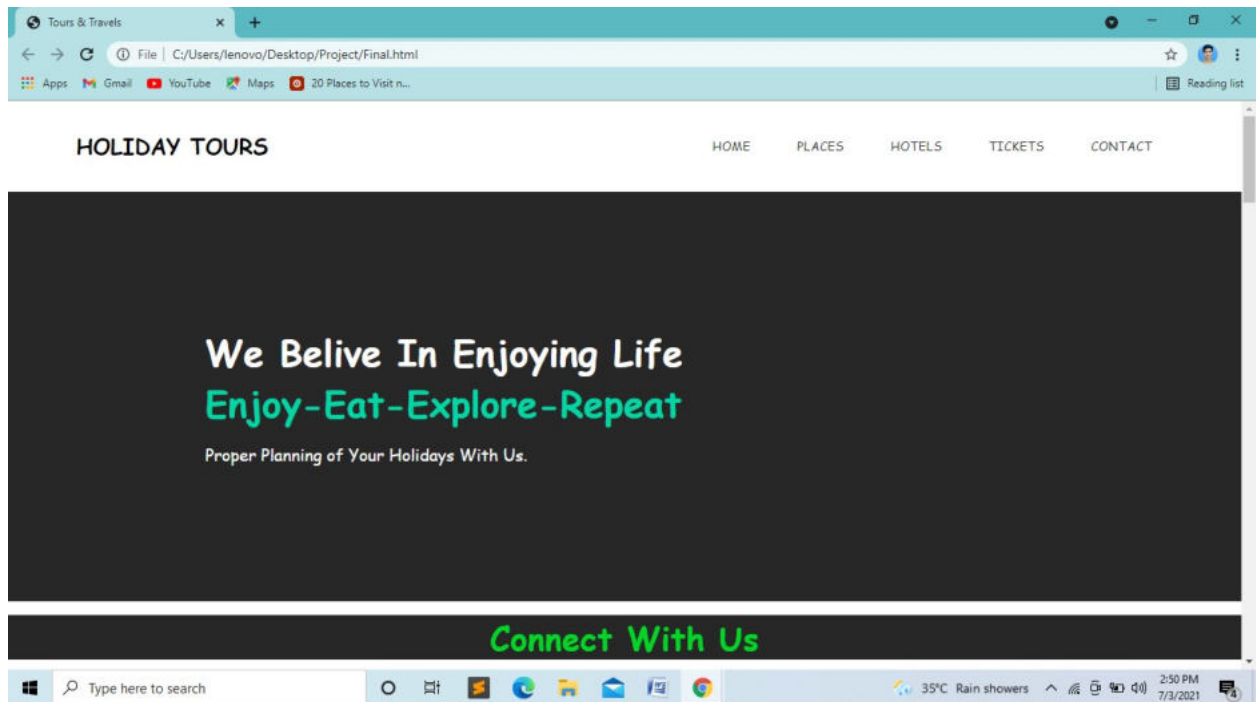 Tours & Travels
File | C:/Users/lenovo/Desktop/Project/Final.html
Apps Gmail YouTube Maps 20 Places to Visit n... Reading list
HOLIDAY TOURS HOME PLACES HOTELS TICKETS CONTACT
We Belive In Enjoying Life
Enjoy-Eat-Explore-Repeat
Proper Planning of Your Holidays With Us.
Connect With Us
Type here to search 35°C Rain showers 2:50 PM
7/3/2021 4